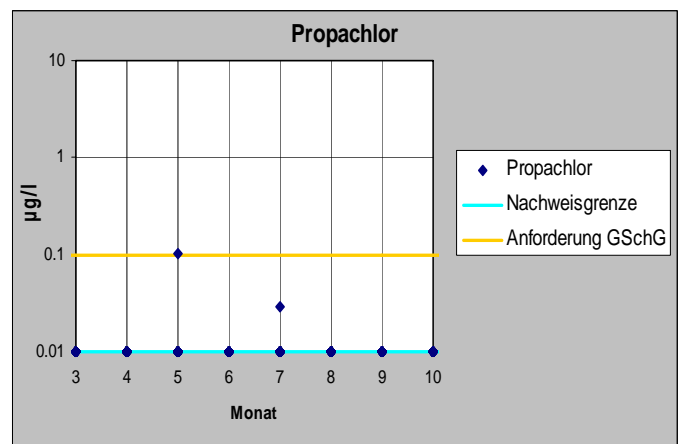 Propachlor
10
1
0.1
0.01
µg/l
3 4 5 6 7 8 9 10
Monat
Propachlor
Nachweisgrenze
Anforderung GSchG